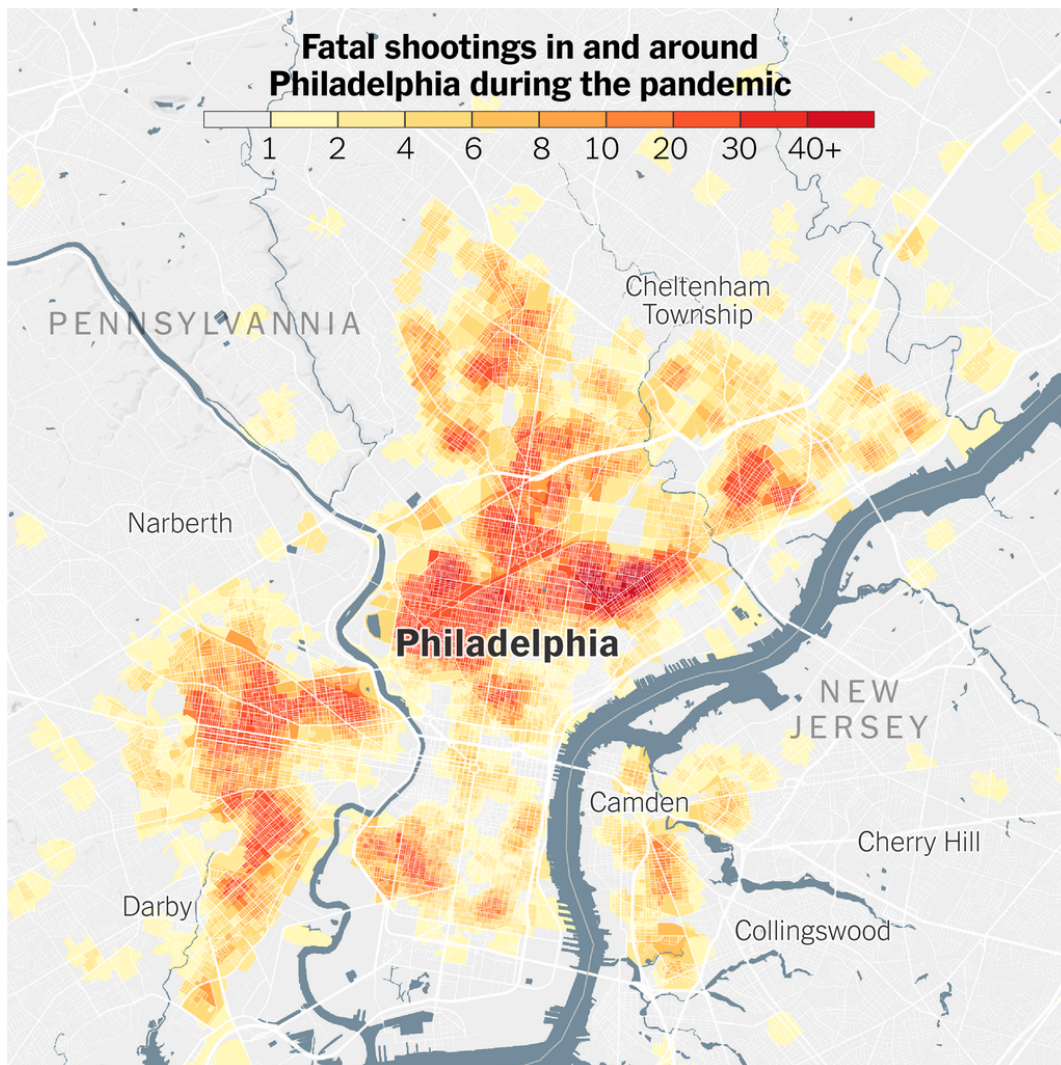 Fatal shootings in and around
Philadelphia during the pandemic
1 2 4 6 8 10 20 30 40+
Cheltenham
Township
PENNSYLVANNIA
Narberth
Philadelphia
NEW
JERSEY
Camden
Cherry Hill
Darby
Collingswood